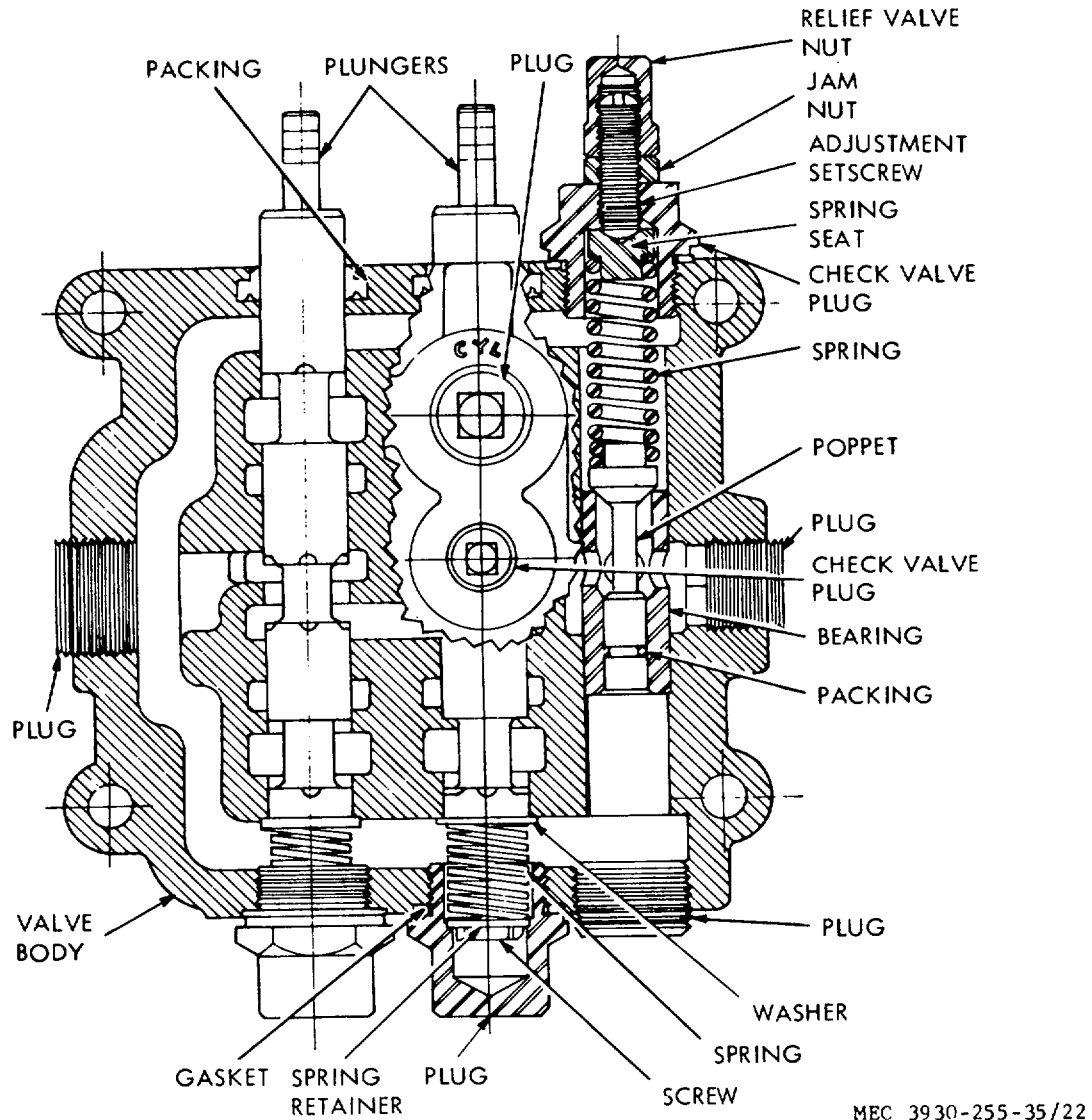 RELIEF VALVE
NUT
PACKING
PLUNGERS
PLUG
JAM
NUT
ADJUSTMENT
SETSCREW
SPRING
SEAT
CHECK VALVE
PLUG
CYL
SPRING
POPPET
PLUG
CHECK VALVE
PLUG
BEARING
PACKING
PLUG
VALVE
BODY
PLUG
WASHER
SPRING
GASKET
SPRING
RETAINER
PLUG
SCREW
MEC 3930-255-35/22